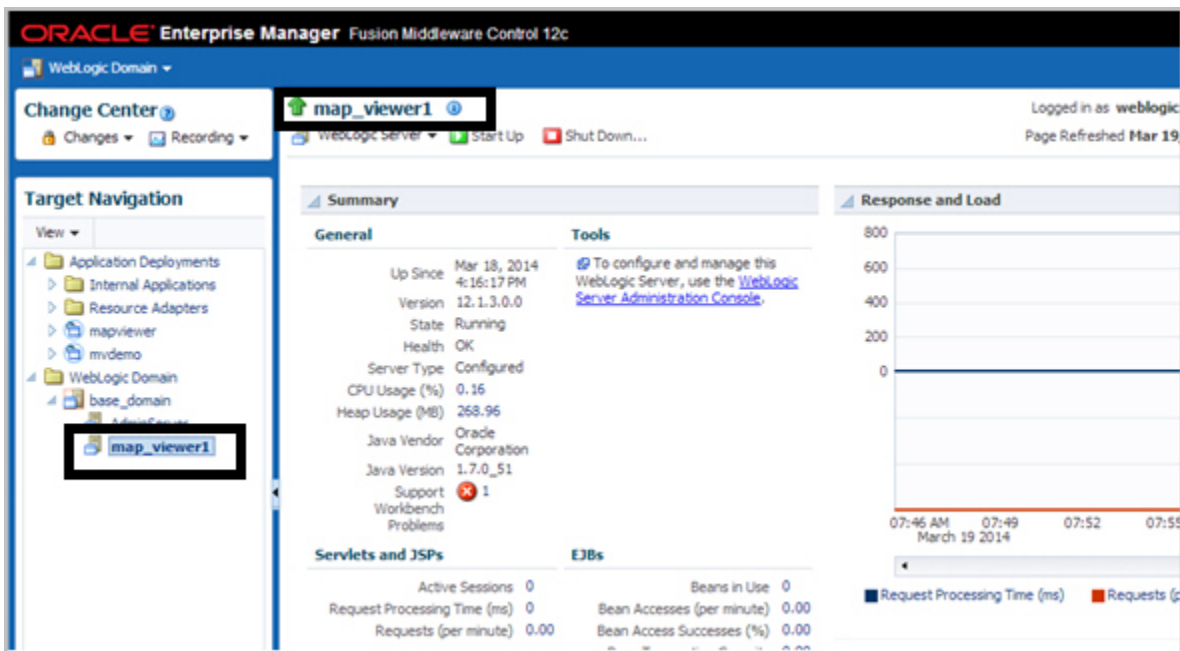 ORACLE Enterprise Manager Fusion Middleware Control 12c
WebLogic Domain
Change Center
Changes
Recording
map_viewer1
WebLogic Server
Start Up
Shut Down...
Logged in as weblogic
Page Refreshed Mar 19,
Target Navigation
View
Application Deployments
Internal Applications
Resource Adapters
mapviewer
mvdemo
WebLogic Domain
base_domain
AdminServer
map_viewer1
Summary
General
Up Since Mar 18, 2014
4:16:17 PM
Version 12.1.3.0.0
State Running
Health OK
Server Type Configured
CPU Usage (%) 0.16
Heap Usage (MB) 268.96
Java Vendor Oracle
Corporation
Java Version 1.7.0_51
Support 1
Workbench
Problems
Tools
To configure and manage this
WebLogic Server, use the WebLogic
Server Administration Console.
Servlets and JSPs
Active Sessions 0
Request Processing Time (ms) 0
Requests (per minute) 0.00
EJBs
Beans in Use 0
Bean Accesses (per minute) 0.00
Bean Access Successes (%) 0.00
Response and Load
800
600
400
200
0
07:46 AM 07:49 07:52 07:55
March 19 2014
Request Processing Time (ms) Requests (p